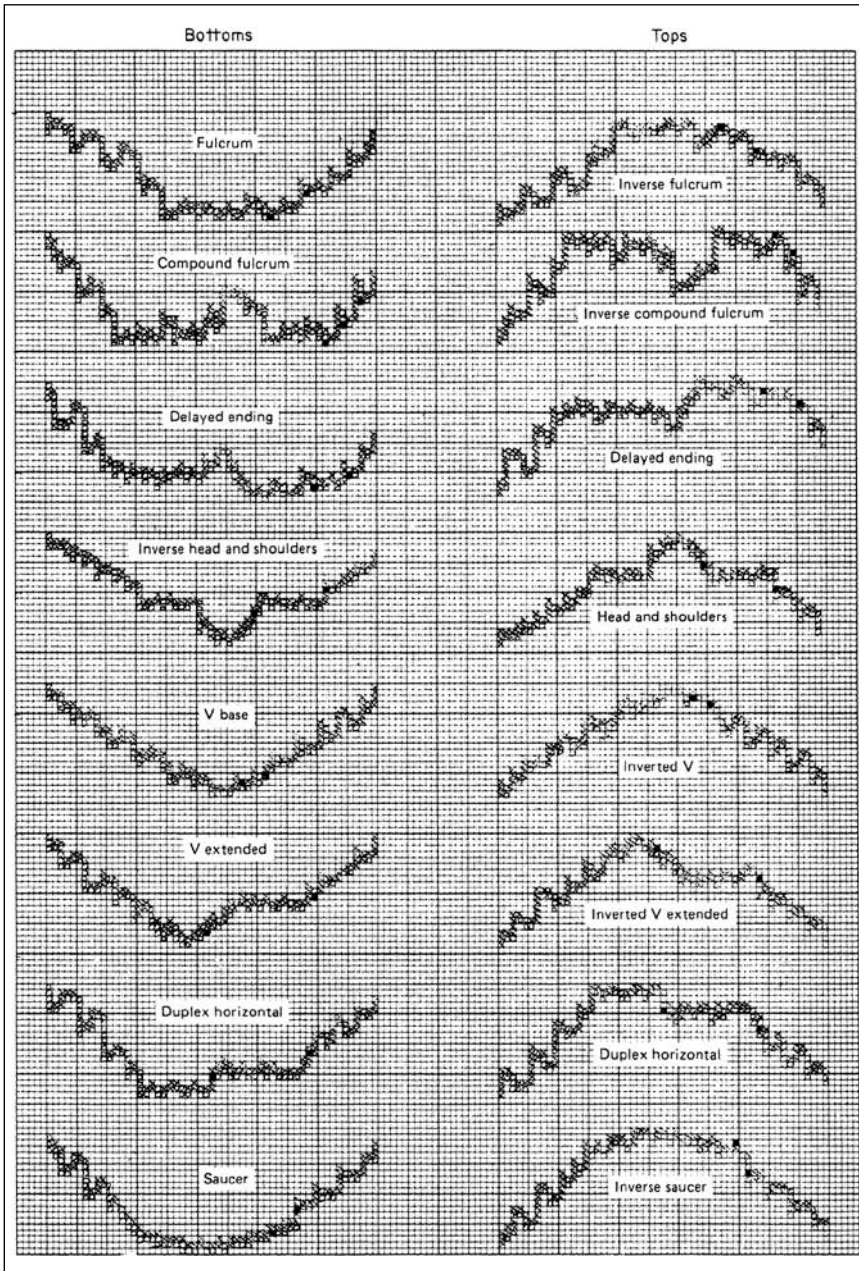 Bottoms
Tops
Fulcrum
Inverse fulcrum
Compound fulcrum
Inverse compound fulcrum
Delayed ending
Delayed ending
Inverse head and shoulders
Head and shoulders
V base
Inverted V
V extended
Inverted V extended
Duplex horizontal
Duplex horizontal
Saucer
Inverse saucer